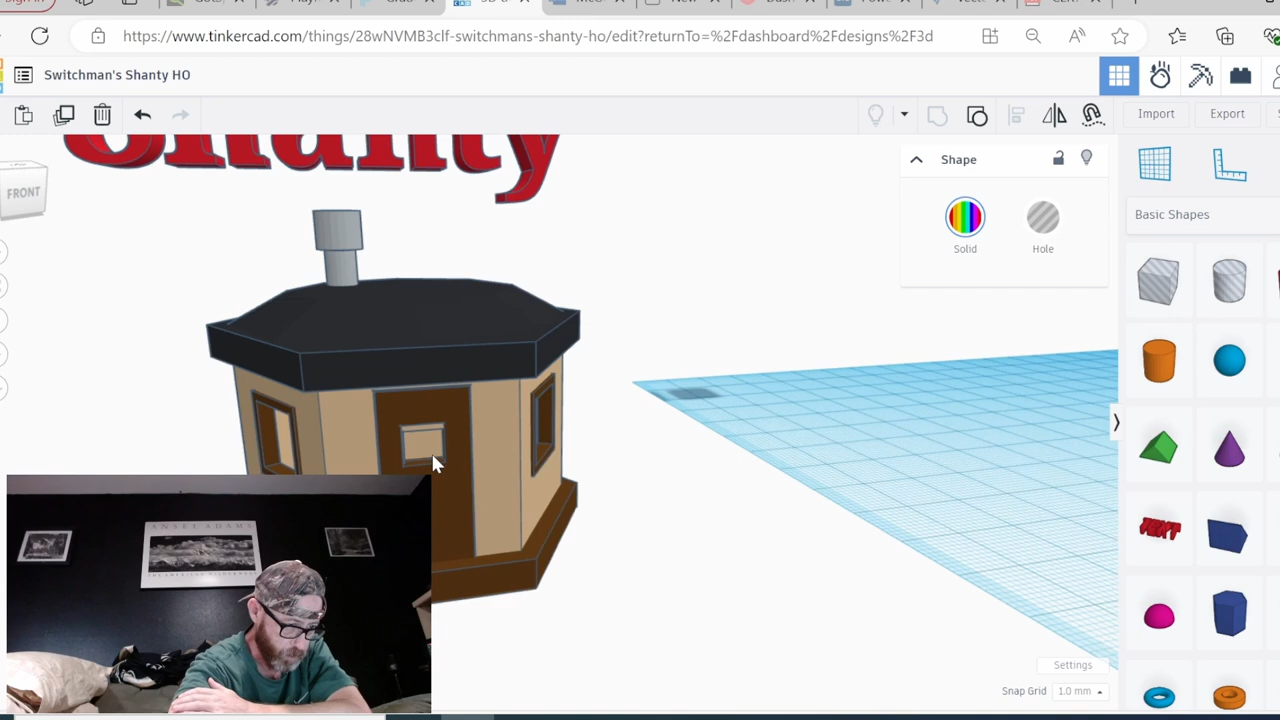 https://www.tinkercad.com/things/28wNVMB3clf-switchmans-shanty-ho/edit?returnTo=%2Fdashboard%2Fdesigns%2F3d
Switchman's Shanty HO
Import
Export
Shanty
FRONT
Shape
Solid
Hole
Basic Shapes
TEXT
ANSEL ADAMS
Settings
Snap Grid
1.0 mm